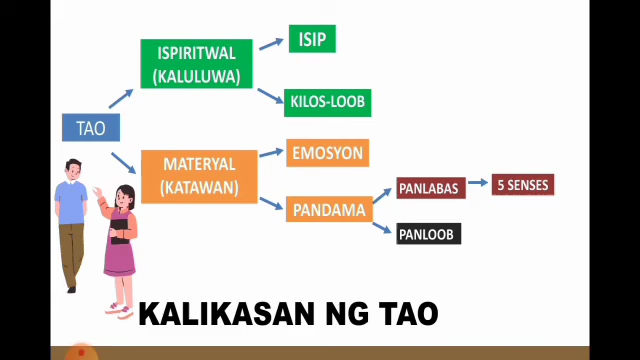 TAO
ISPIRITWAL
(KALULUWA)
ISIP
KILOS-LOOB
MATERYAL
(KATAWAN)
EMOSYON
PANDAMA
PANLABAS
5 SENSES
PANLOOB
KALIKASAN NG TAO